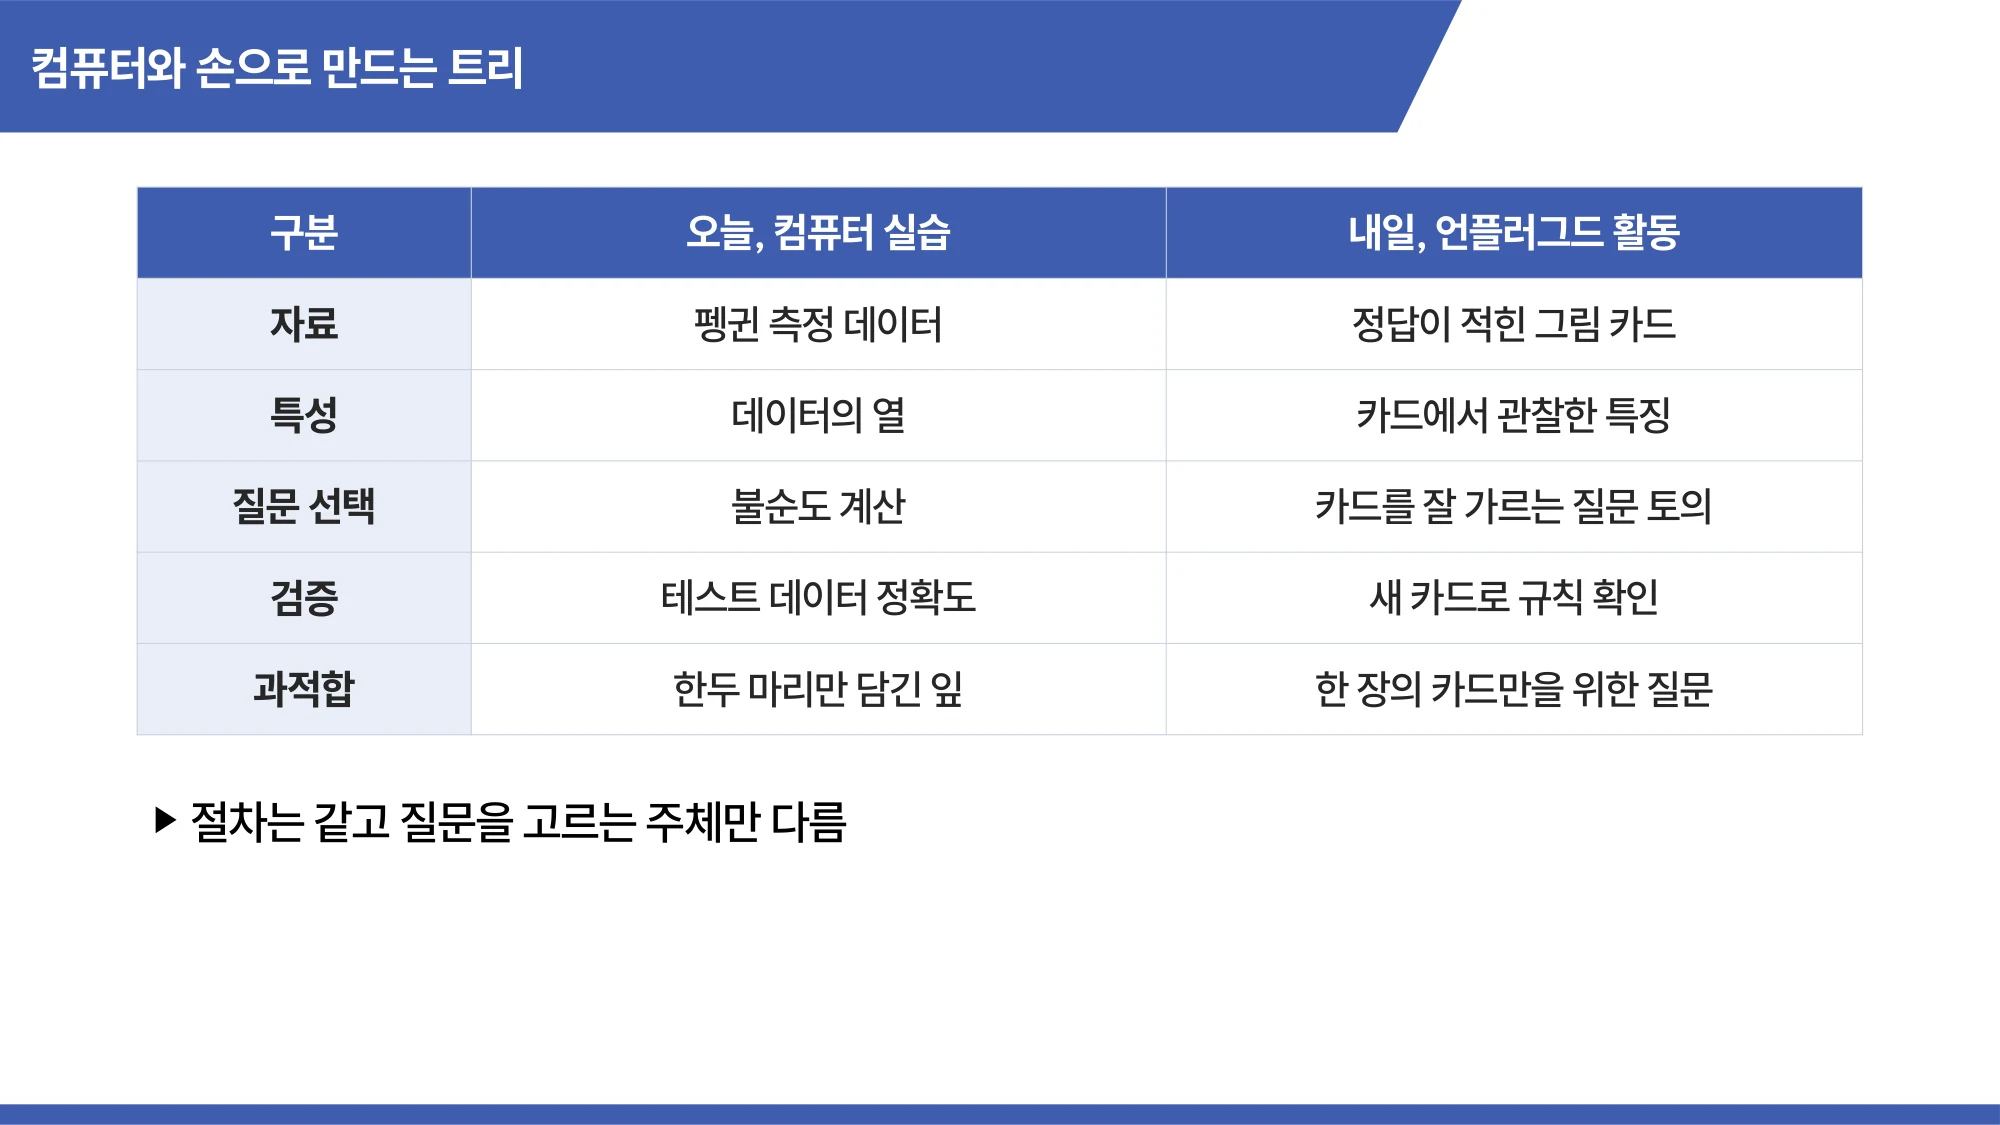 컴퓨터와 손으로 만드는 트리
구분 오늘, 컴퓨터 실습 내일, 언플러그드 활동
자료 펭귄 측정 데이터 정답이 적힌 그림 카드
특성 데이터의 열 카드에서 관찰한 특징
질문 선택 불순도 계산 카드를 잘 가르는 질문 토의
검증 테스트 데이터 정확도 새 카드로 규칙 확인
과적합 한두 마리만 담긴 잎 한 장의 카드만을 위한 질문
▶ 절차는 같고 질문을 고르는 주체만 다름